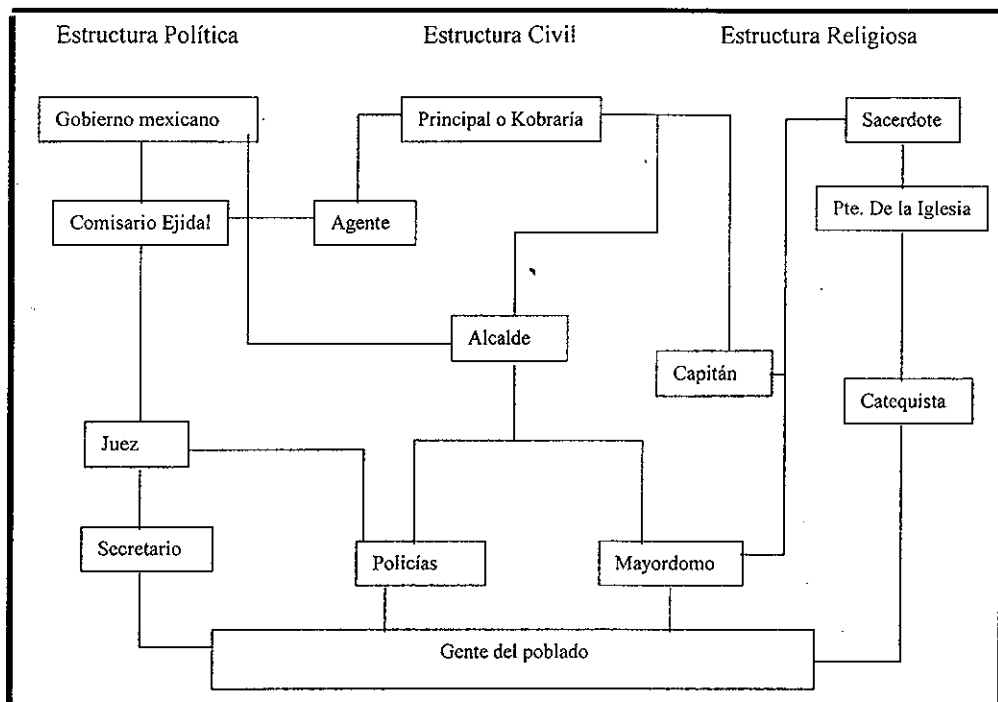 Estructura Política
Estructura Civil
Estructura Religiosa
Gobierno mexicano
Principal o Kobraría
Sacerdote
Comisario Ejidal
Agente
Pte. De la Iglesia
Alcalde
Capitán
Catequista
Juez
Secretario
Policías
Mayordomo
Gente del poblado